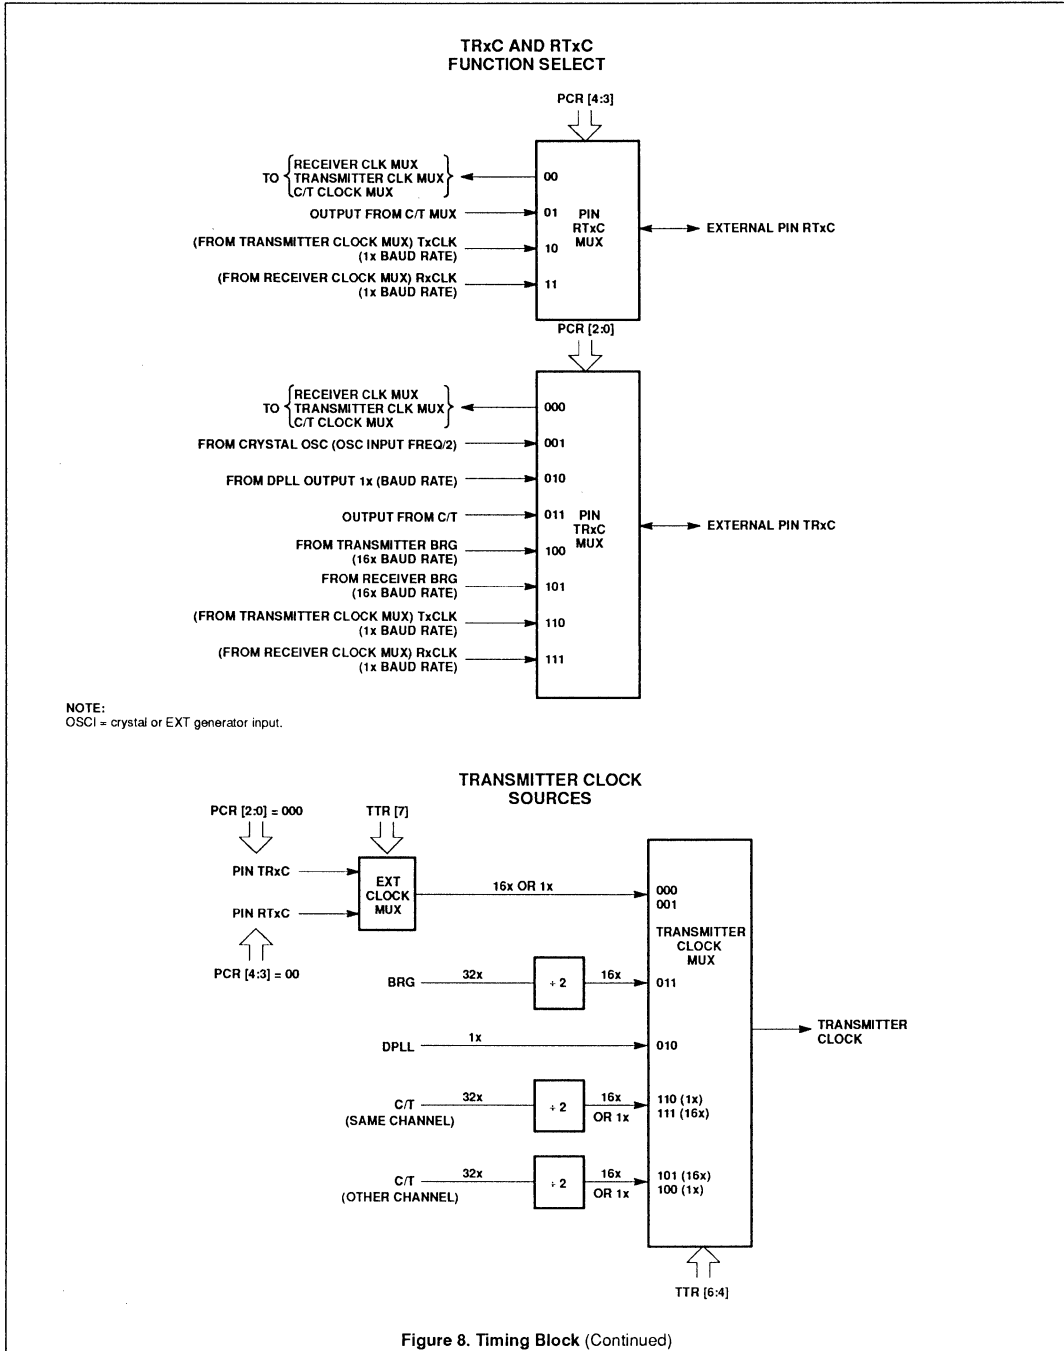 TRxC AND RTxC
FUNCTION SELECT
PCR [4:3]
TO
RECEIVER CLK MUX
TRANSMITTER CLK MUX
C/T CLOCK MUX
00
OUTPUT FROM C/T MUX
01
(FROM TRANSMITTER CLOCK MUX) TxCLK
(1x BAUD RATE)
10
(FROM RECEIVER CLOCK MUX) RxCLK
(1x BAUD RATE)
11
PIN
RTxC
MUX
EXTERNAL PIN RTxC
PCR [2:0]
TO
RECEIVER CLK MUX
TRANSMITTER CLK MUX
C/T CLOCK MUX
000
FROM CRYSTAL OSC (OSC INPUT FREQ/2)
001
FROM DPLL OUTPUT 1x (BAUD RATE)
010
OUTPUT FROM C/T
011
FROM TRANSMITTER BRG
(16x BAUD RATE)
100
FROM RECEIVER BRG
(16x BAUD RATE)
101
(FROM TRANSMITTER CLOCK MUX) TxCLK
(1x BAUD RATE)
110
(FROM RECEIVER CLOCK MUX) RxCLK
(1x BAUD RATE)
111
PIN
TRxC
MUX
EXTERNAL PIN TRxC
NOTE:
OSCI = crystal or EXT generator input.
TRANSMITTER CLOCK
SOURCES
PCR [2:0] = 000
TTR [7]
PIN TRxC
PIN RTxC
PCR [4:3] = 00
EXT
CLOCK
MUX
16x OR 1x
000
001
TRANSMITTER
CLOCK
MUX
BRG
32x
÷ 2
16x
011
DPLL
1x
010
C/T
(SAME CHANNEL)
32x
÷ 2
16x
OR 1x
110 (1x)
111 (16x)
C/T
(OTHER CHANNEL)
32x
÷ 2
16x
OR 1x
101 (16x)
100 (1x)
TRANSMITTER
CLOCK
TTR [6:4]
Figure 8. Timing Block (Continued)